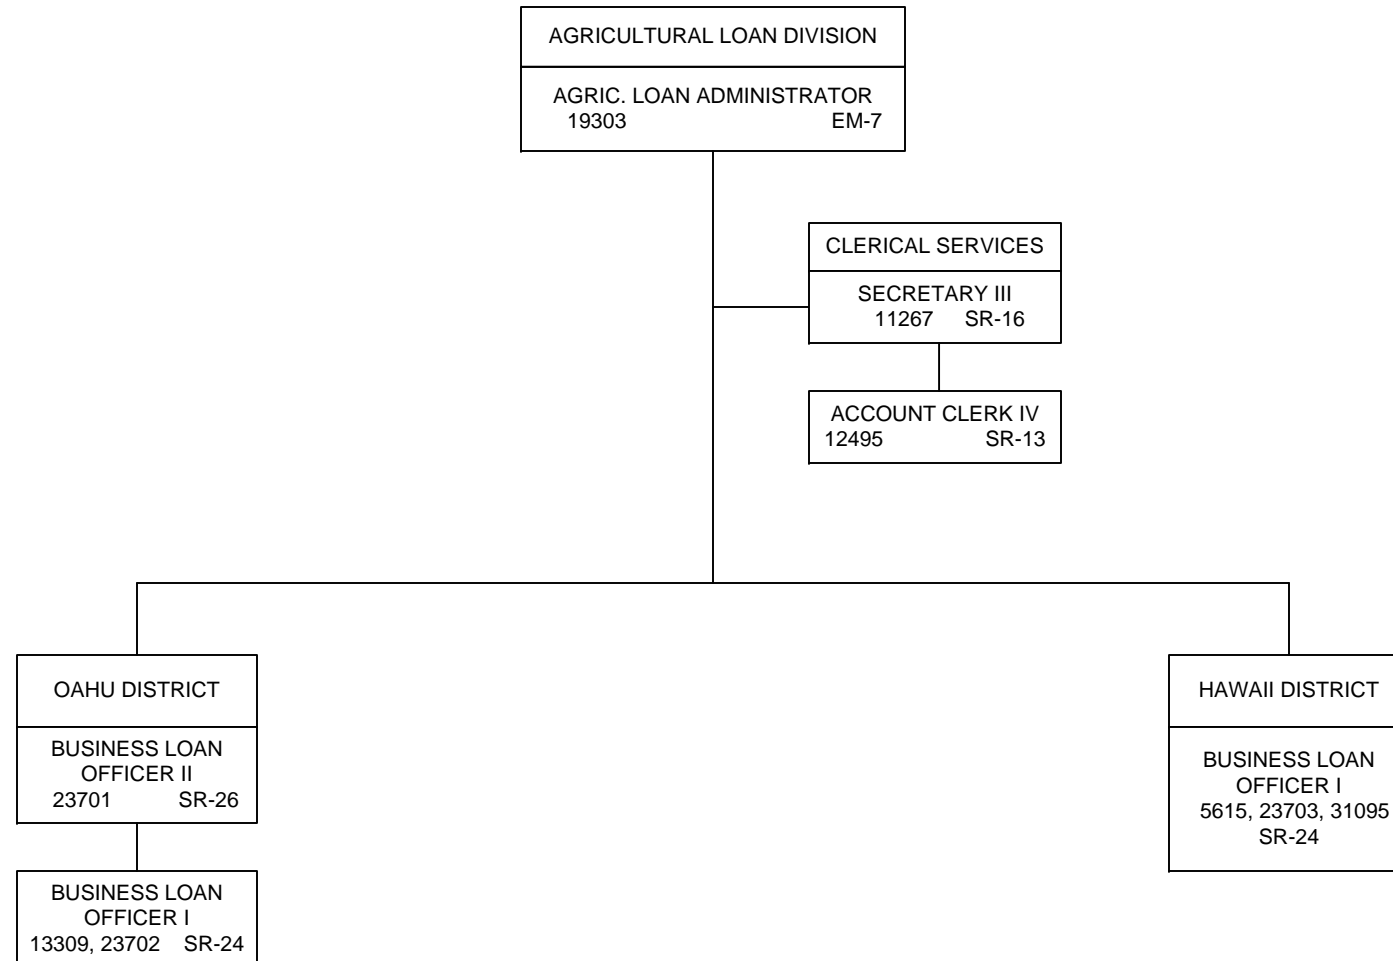 AGRICULTURAL LOAN DIVISION
AGRIC. LOAN ADMINISTRATOR
19303 EM-7
CLERICAL SERVICES
SECRETARY III
11267 SR-16
ACCOUNT CLERK IV
12495 SR-13
OAHU DISTRICT
BUSINESS LOAN
OFFICER II
23701 SR-26
BUSINESS LOAN
OFFICER I
13309, 23702 SR-24
HAWAII DISTRICT
BUSINESS LOAN
OFFICER I
5615, 23703, 31095
SR-24